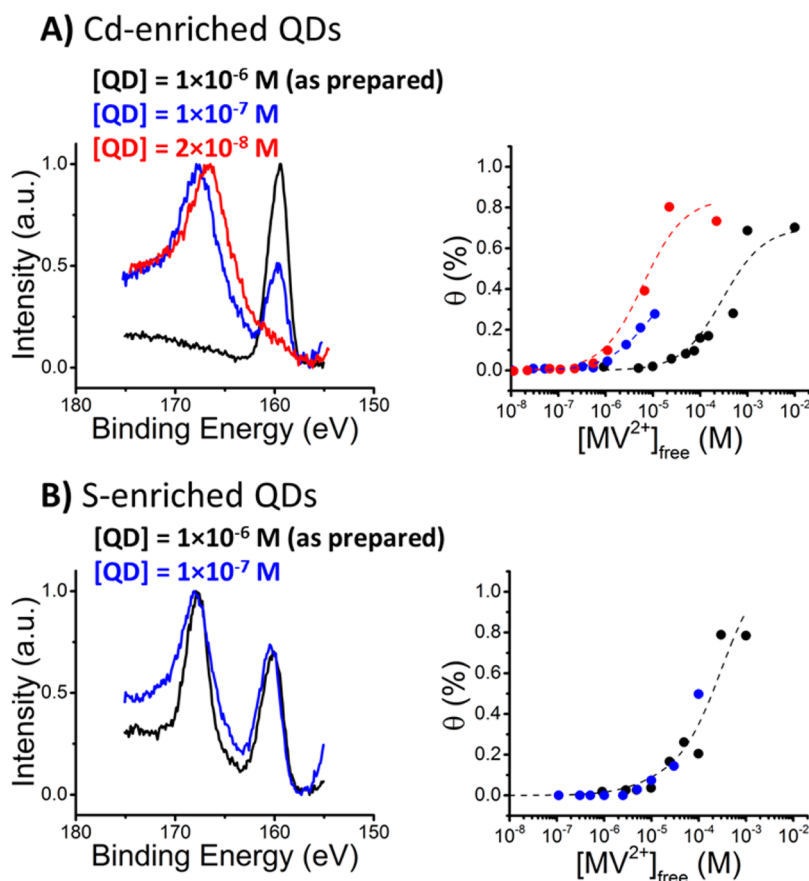 A) Cd-enriched QDs
[QD] = 1×10⁻⁶ M (as prepared)
[QD] = 1×10⁻⁷ M
[QD] = 2×10⁻⁸ M
Intensity (a.u.)
1.0
0.5
0.0
180 170 160 150
Binding Energy (eV)
θ (%)
1.0
0.8
0.6
0.4
0.2
0.0
10⁻⁸ 10⁻⁷ 10⁻⁶ 10⁻⁵ 10⁻⁴ 10⁻³ 10⁻²
[MV²⁺]free (M)
B) S-enriched QDs
[QD] = 1×10⁻⁶ M (as prepared)
[QD] = 1×10⁻⁷ M
Intensity (a.u.)
1.0
0.5
0.0
180 170 160 150
Binding Energy (eV)
θ (%)
1.0
0.8
0.6
0.4
0.2
0.0
10⁻⁸ 10⁻⁷ 10⁻⁶ 10⁻⁵ 10⁻⁴ 10⁻³ 10⁻²
[MV²⁺]free (M)